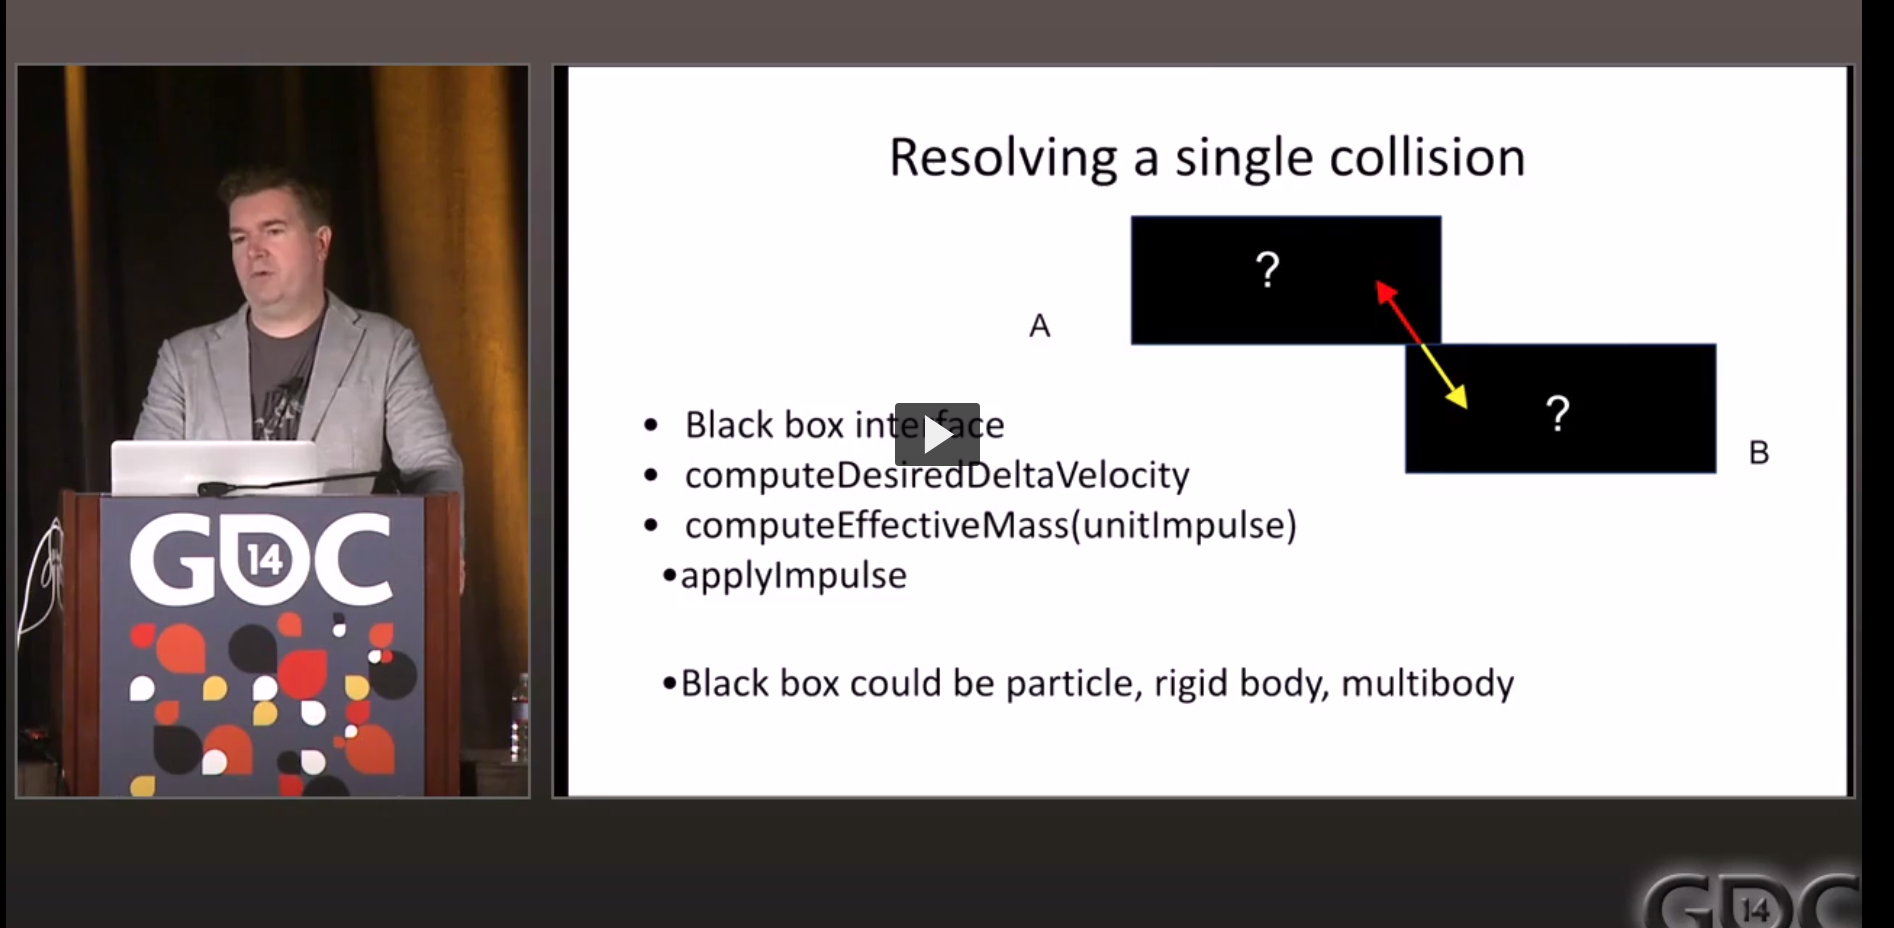 Resolving a single collision
?
A
?
B
• Black box interface
• computeDesiredDeltaVelocity
• computeEffectiveMass(unitImpulse)
•applyImpulse
•Black box could be particle, rigid body, multibody
GDC
14
GDC
14